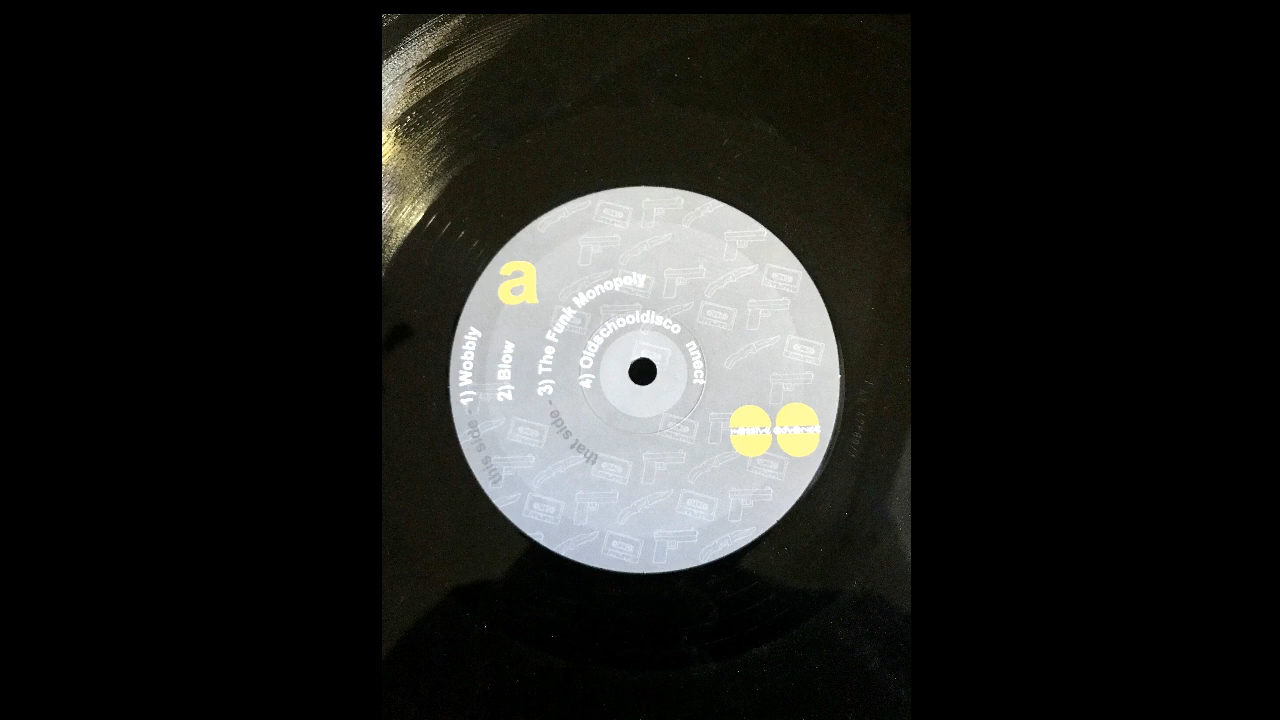 a
this side - 1) Wobbly
2) Blow
that side - 3) The Funk Monopoly
4) Oldschooldisco nnect